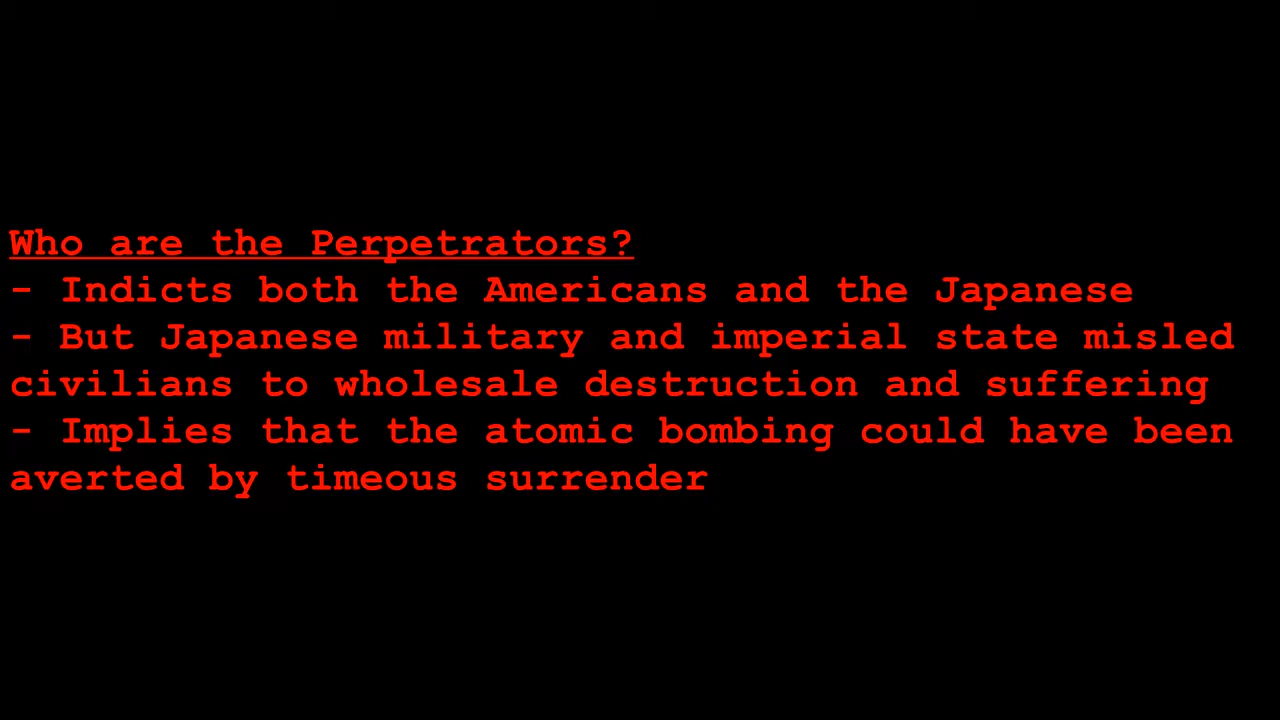 Who are the Perpetrators?
- Indicts both the Americans and the Japanese
- But Japanese military and imperial state misled
civilians to wholesale destruction and suffering
- Implies that the atomic bombing could have been
averted by timeous surrender